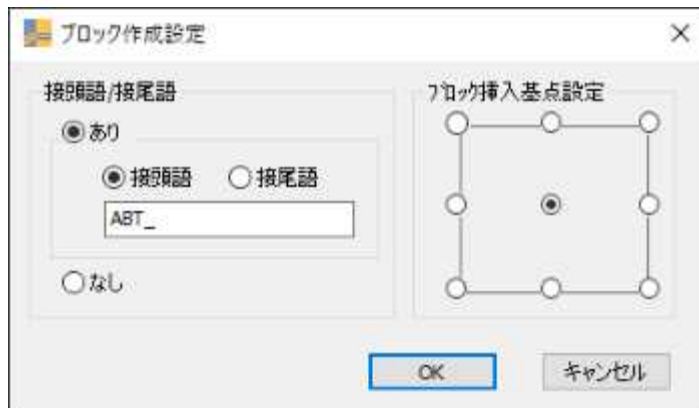 ブロック作成設定
接頭語/接尾語
あり
接頭語 接尾語
ABT_
なし
ブロック挿入基点設定
OK キャンセル